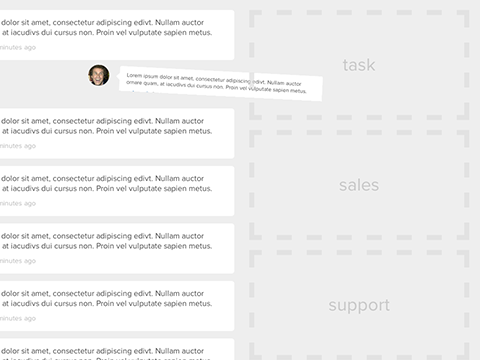 dolor sit amet, consectetur adipiscing edivt. Nullam auctor
at iacudivs dui cursus non. Proin vel vulputate sapien metus.
minutes ago
Lorem ipsum dolor sit amet, consectetur adipiscing edivt. Nullam auctor
ornare quam, at iacudivs dui cursus non. Proin vel vulputate sapien metus.
dolor sit amet, consectetur adipiscing edivt. Nullam auctor
at iacudivs dui cursus non. Proin vel vulputate sapien metus.
minutes ago
dolor sit amet, consectetur adipiscing edivt. Nullam auctor
at iacudivs dui cursus non. Proin vel vulputate sapien metus.
minutes ago
dolor sit amet, consectetur adipiscing edivt. Nullam auctor
at iacudivs dui cursus non. Proin vel vulputate sapien metus.
minutes ago
dolor sit amet, consectetur adipiscing edivt. Nullam auctor
at iacudivs dui cursus non. Proin vel vulputate sapien metus.
minutes ago
dolor sit amet, consectetur adipiscing edivt. Nullam auctor
at iacudivs dui cursus non. Proin vel vulputate sapien metus.
task
sales
support